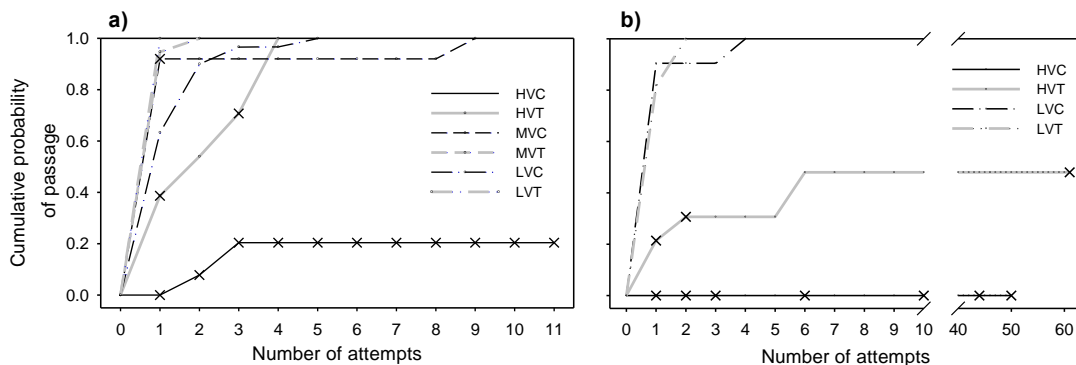 a)
Cumulative probability
of passage
1.0
0.8
0.6
0.4
0.2
0.0
HVC
HVT
MVC
MVT
LVC
LVT
0 1 2 3 4 5 6 7 8 9 10 11
Number of attempts
b)
HVC
HVT
LVC
LVT
0 1 2 3 4 5 6 7 8 9 10 40 50 60
Number of attempts